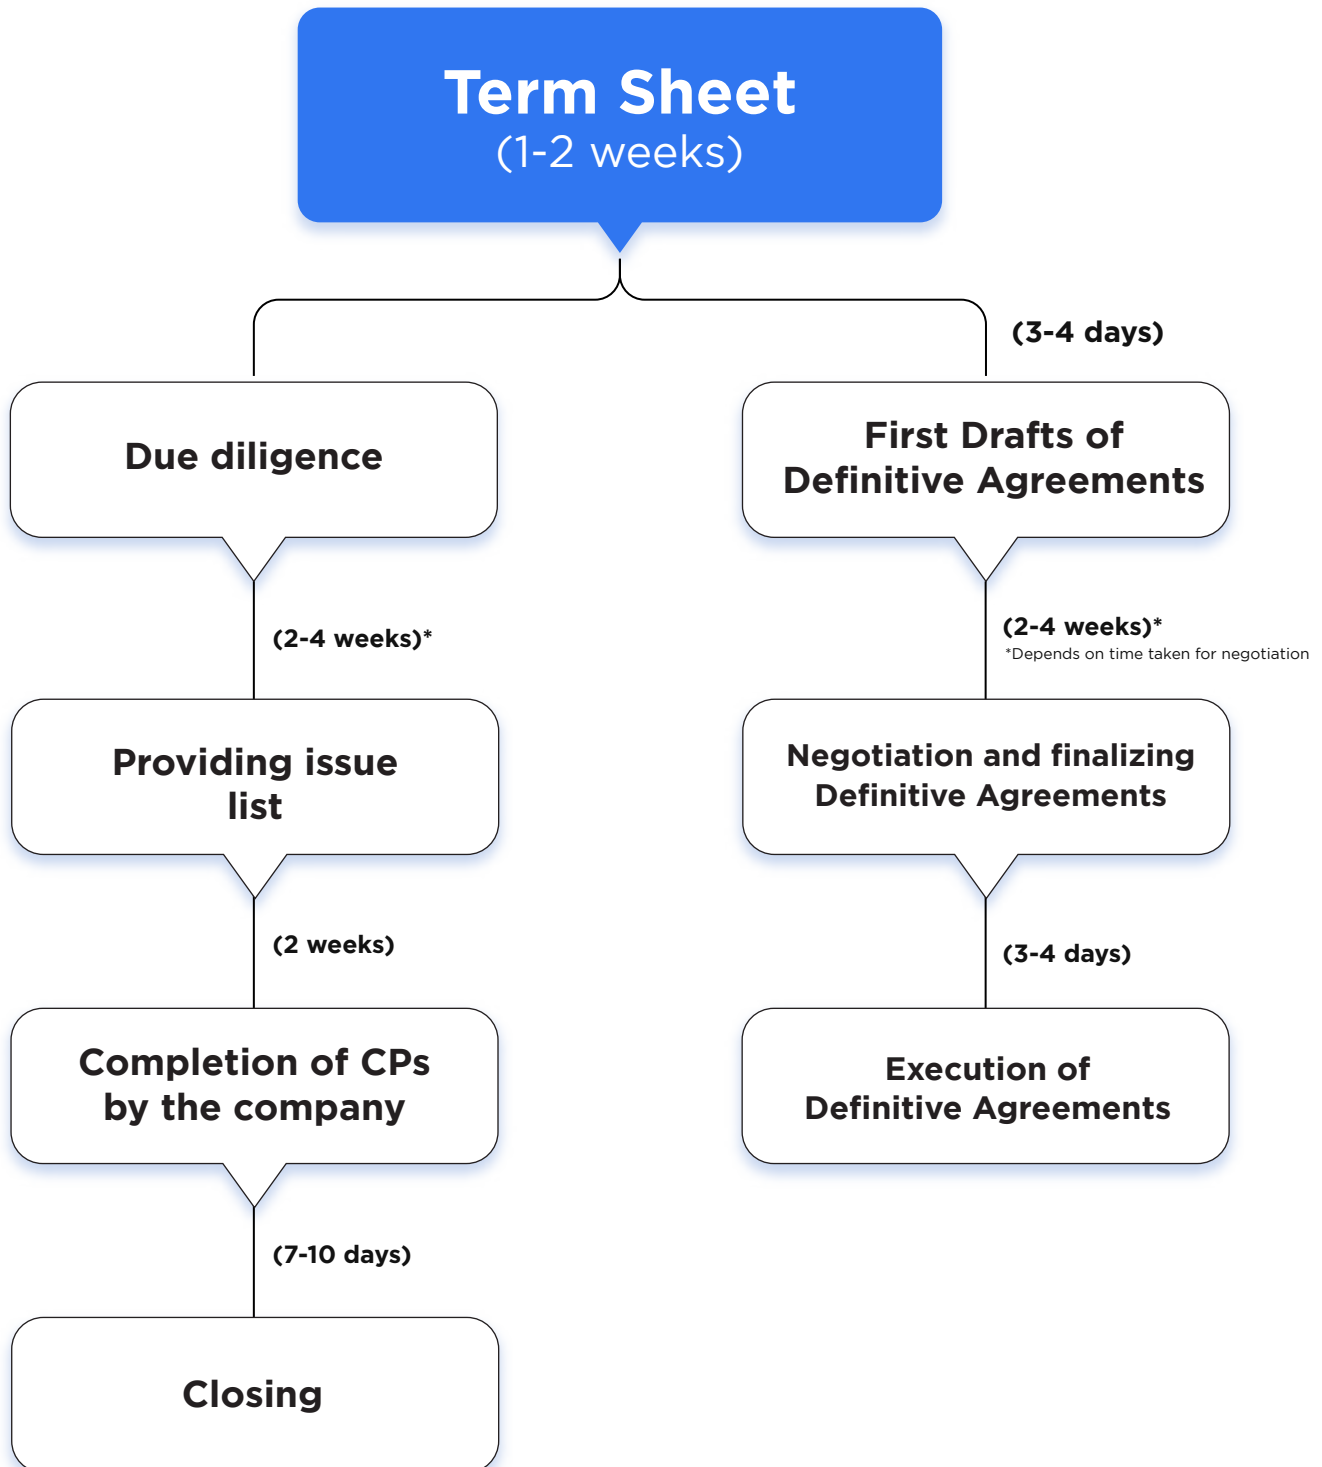 Term Sheet
(1-2 weeks)
(3-4 days)
Due diligence
First Drafts of
Definitive Agreements
(2-4 weeks)*
(2-4 weeks)*
*Depends on time taken for negotiation
Providing issue
list
Negotiation and finalizing
Definitive Agreements
(2 weeks)
(3-4 days)
Completion of CPs
by the company
Execution of
Definitive Agreements
(7-10 days)
Closing